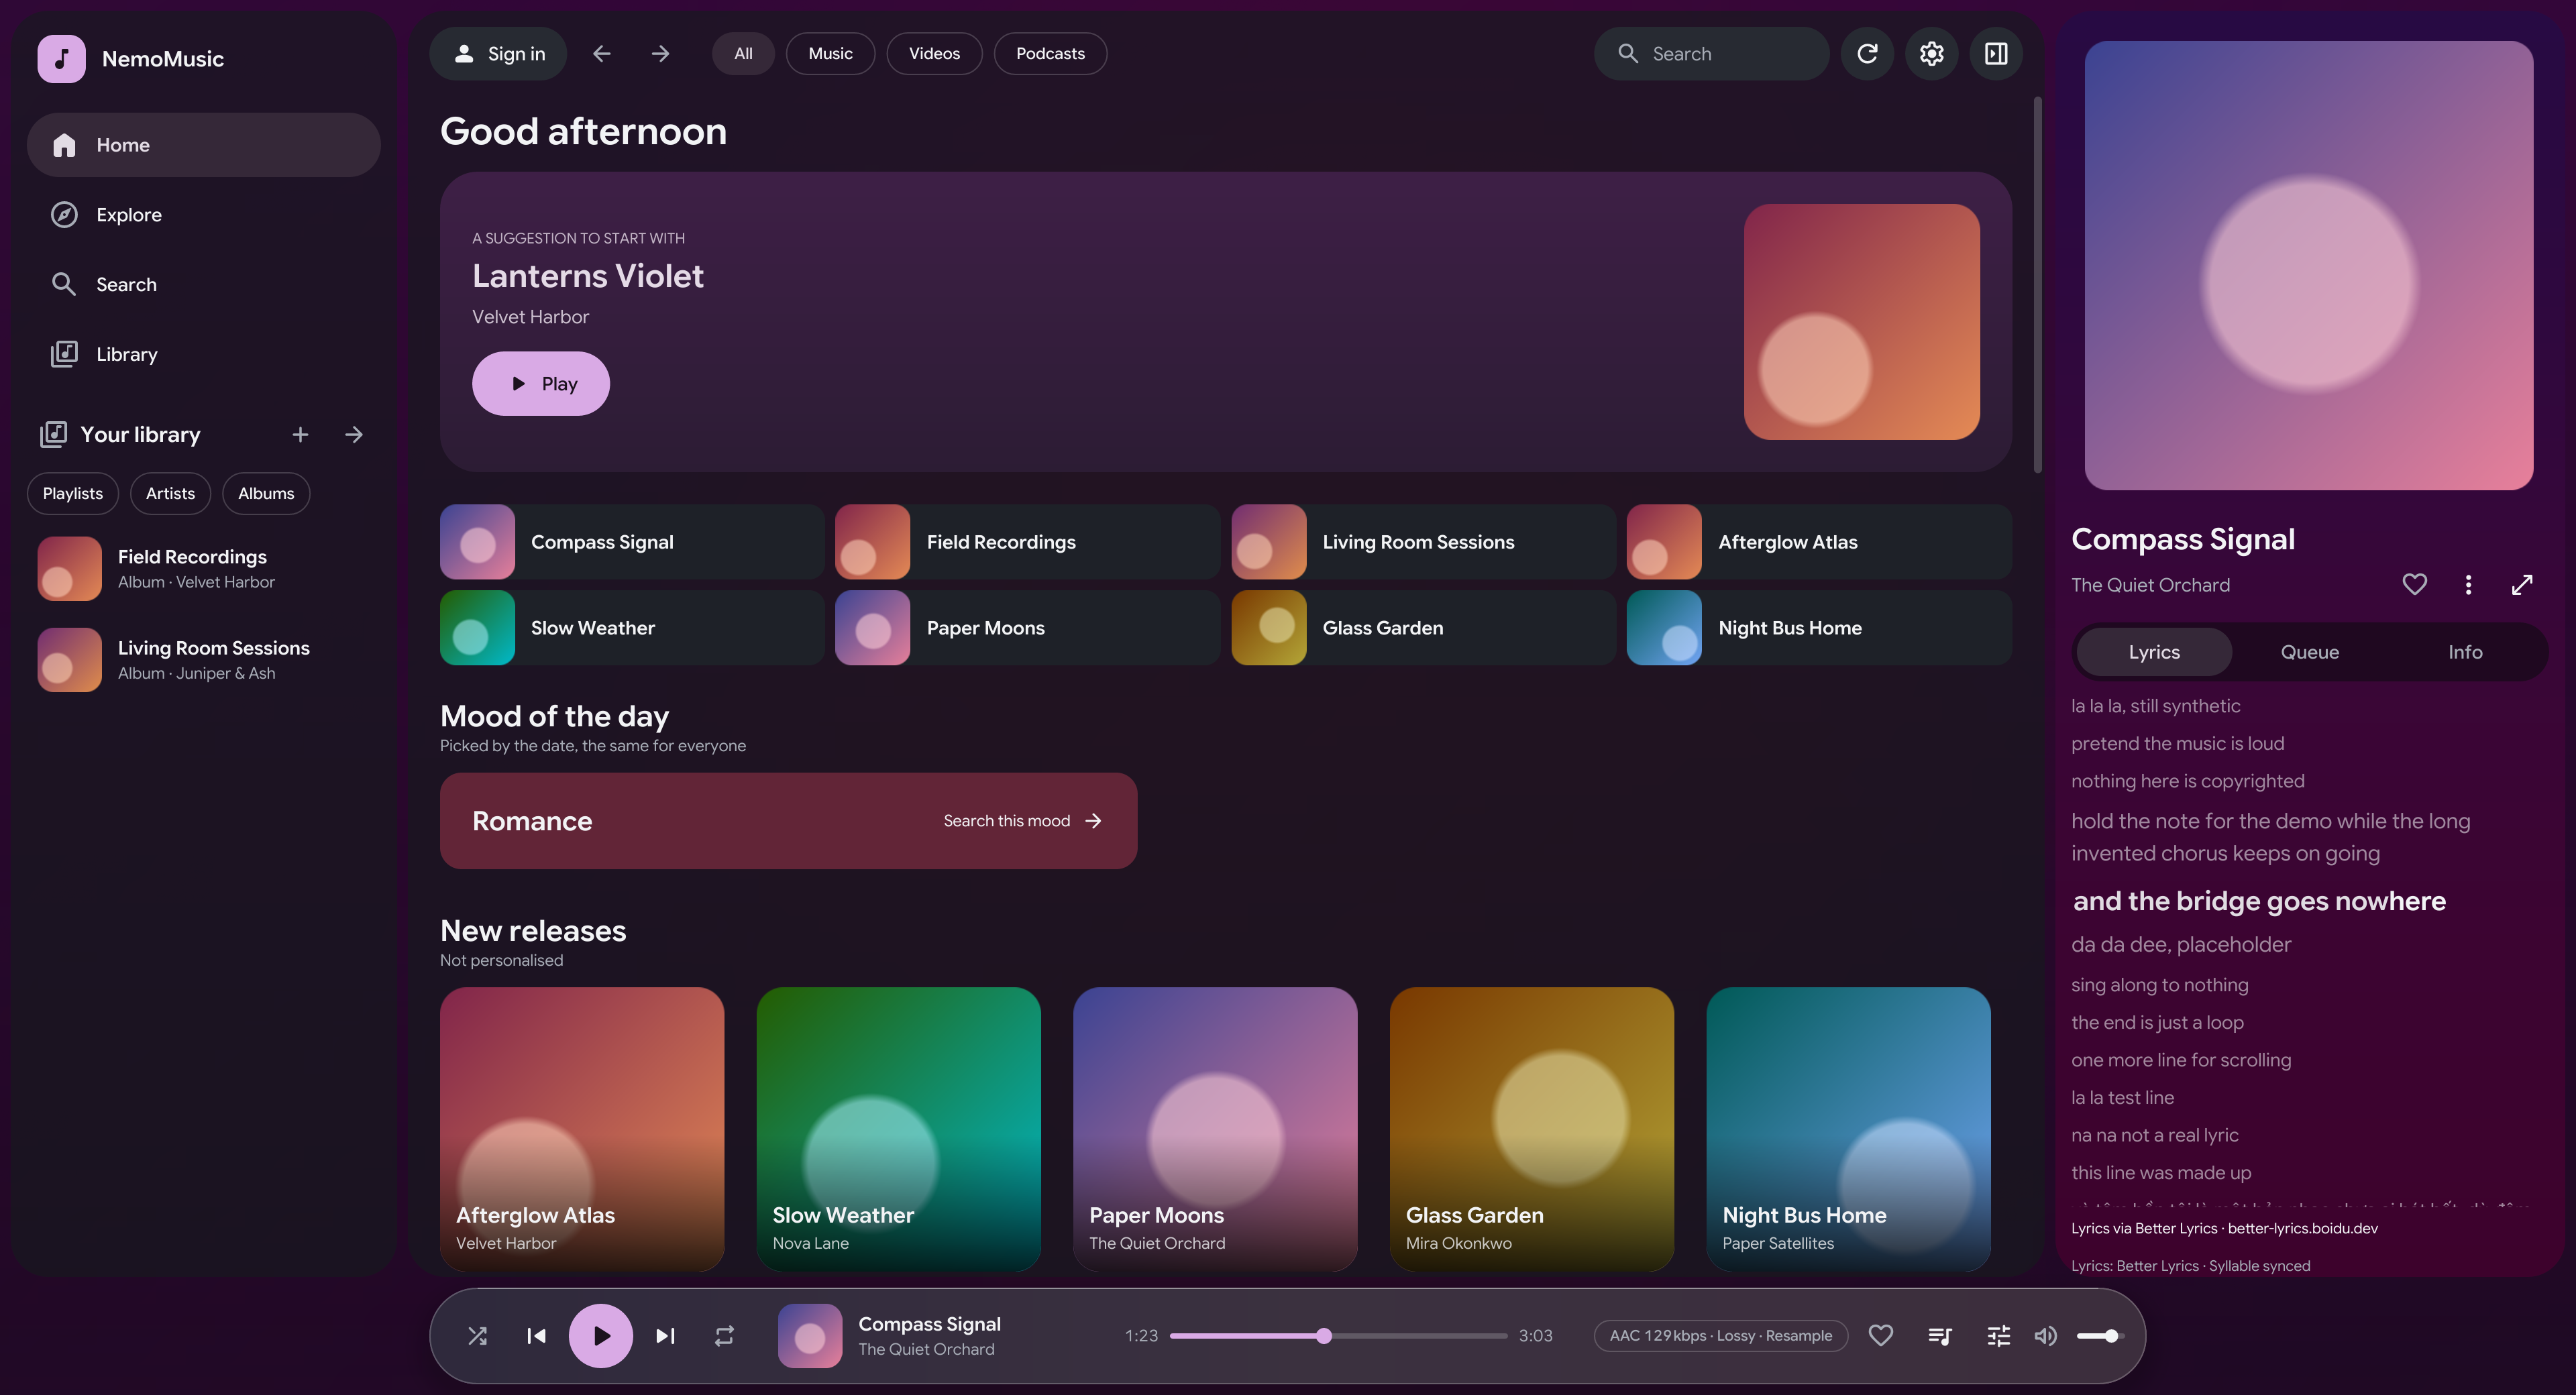 NemoMusic
Home
Explore
Search
Library
Your library
Playlists
Artists
Albums
Field Recordings
Album · Velvet Harbor
Living Room Sessions
Album · Juniper & Ash
Sign in
All
Music
Videos
Podcasts
Search
Good afternoon
A SUGGESTION TO START WITH
Lanterns Violet
Velvet Harbor
Play
Compass Signal
Field Recordings
Living Room Sessions
Afterglow Atlas
Slow Weather
Paper Moons
Glass Garden
Night Bus Home
Mood of the day
Picked by the date, the same for everyone
Romance
Search this mood
New releases
Not personalised
Afterglow Atlas
Velvet Harbor
Slow Weather
Nova Lane
Paper Moons
The Quiet Orchard
Glass Garden
Mira Okonkwo
Night Bus Home
Paper Satellites
Compass Signal
The Quiet Orchard
Lyrics
Queue
Info
la la la, still synthetic
pretend the music is loud
nothing here is copyrighted
hold the note for the demo while the long
invented chorus keeps on going
and the bridge goes nowhere
da da dee, placeholder
sing along to nothing
the end is just a loop
one more line for scrolling
la la test line
na na not a real lyric
this line was made up
Lyrics via Better Lyrics · better-lyrics.boidu.dev
Lyrics: Better Lyrics · Syllable synced
Compass Signal
The Quiet Orchard
1:23
3:03
AAC 129 kbps · Lossy · Resample